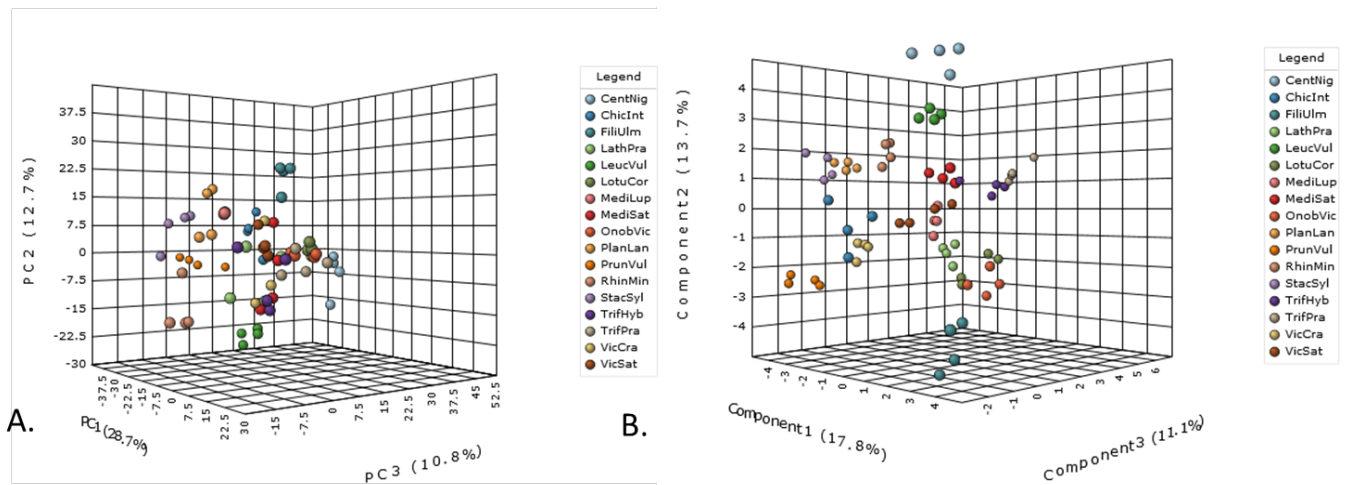 PC 2 (12.7%)
37.5
30
22.5
15
7.5
0
-7.5
-15
-22.5
-30
-37.5
-30
-22.5
-15
-7.5
0
7.5
15
22.5
30
PC1(28.7%)
-15
-7.5
0
7.5
15
22.5
30
37.5
45
52.5
PC3 (10.8%)
A.
Legend
CentNig
ChicInt
FiliUlm
LathPra
LeucVul
LotuCor
MediLup
MediSat
OnobVic
PlanLan
PrunVul
RhinMin
StacSyl
TrifHyb
TrifPra
VicCra
VicSat
B.
Component2 (13.7%)
4
3
2
1
0
-1
-2
-3
-4
-4
-3
-2
-1
0
1
2
3
4
Component1 (17.8%)
-2
-1
0
1
2
3
4
5
6
Component3 (11.1%)
Legend
CentNig
ChicInt
FiliUlm
LathPra
LeucVul
LotuCor
MediLup
MediSat
OnobVic
PlanLan
PrunVul
RhinMin
StacSyl
TrifHyb
TrifPra
VicCra
VicSat